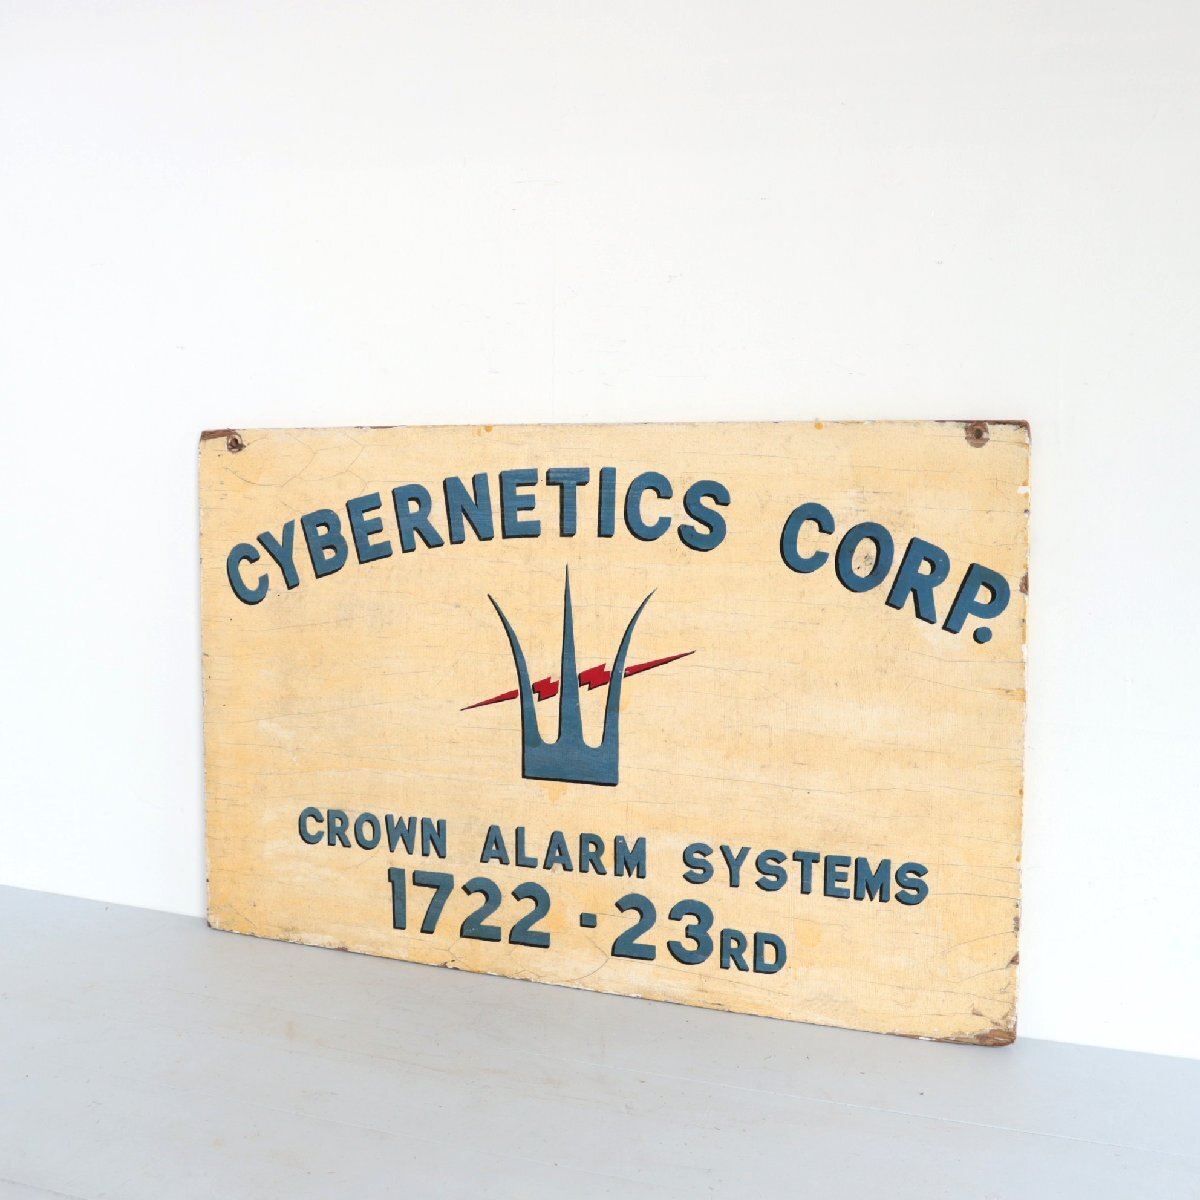 CYBERNETICS CORP.
CROWN ALARM SYSTEMS
1722 - 23RD